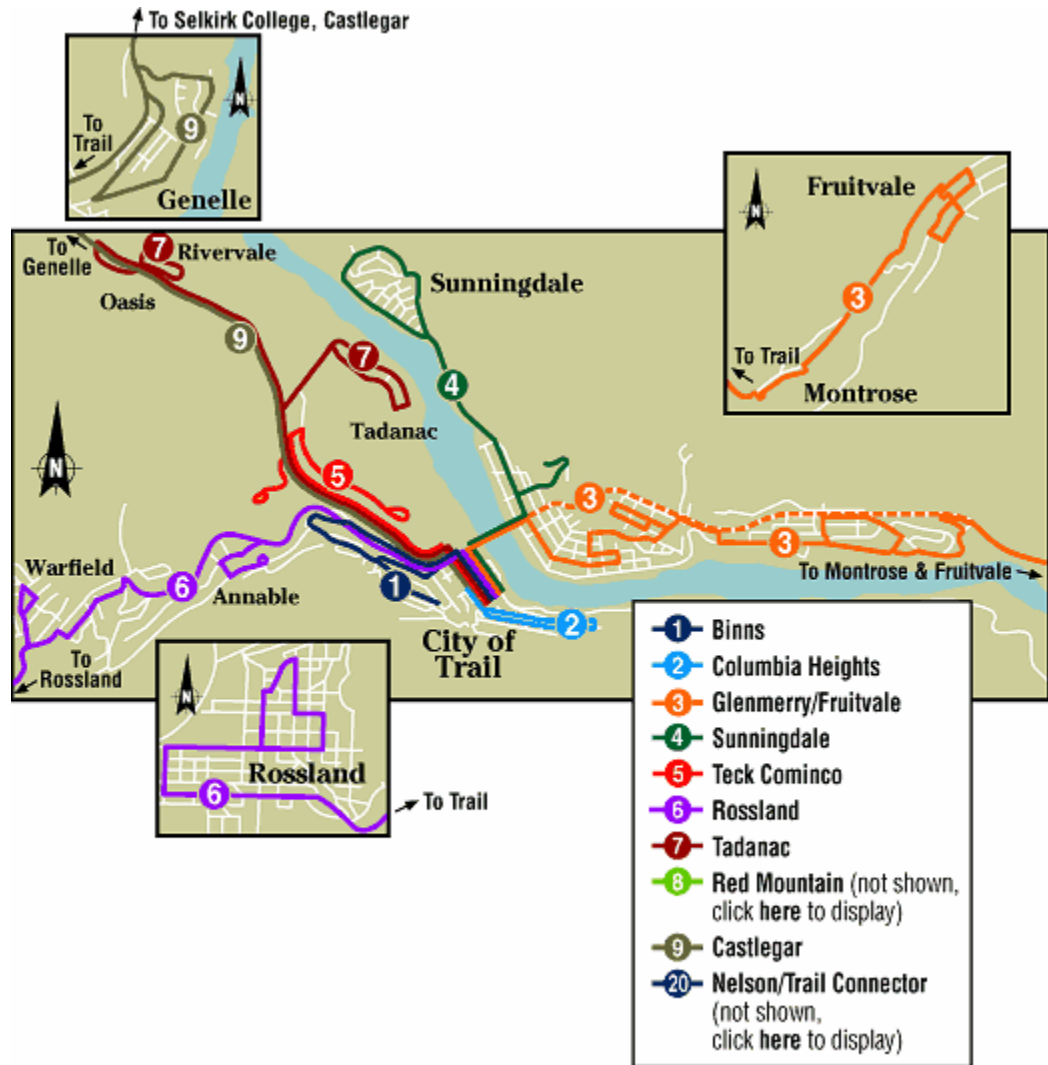 To Selkirk College, Castlegar
N
To
Trail
9
Genelle
N
Fruitvale
3
To Trail
Montrose
To
Genelle
7
Rivervale
Oasis
9
Sunningdale
7
4
Tadanac
N
5
3
3
Warfield
6
Annable
1
To
Rossland
City of
Trail
2
To Montrose & Fruitvale
N
Rossland
6
To Trail
1 Binns
2 Columbia Heights
3 Glenmerry/Fruitvale
4 Sunningdale
5 Teck Cominco
6 Rossland
7 Tadanac
8 Red Mountain (not shown,
click here to display)
9 Castlegar
20 Nelson/Trail Connector
(not shown,
click here to display)